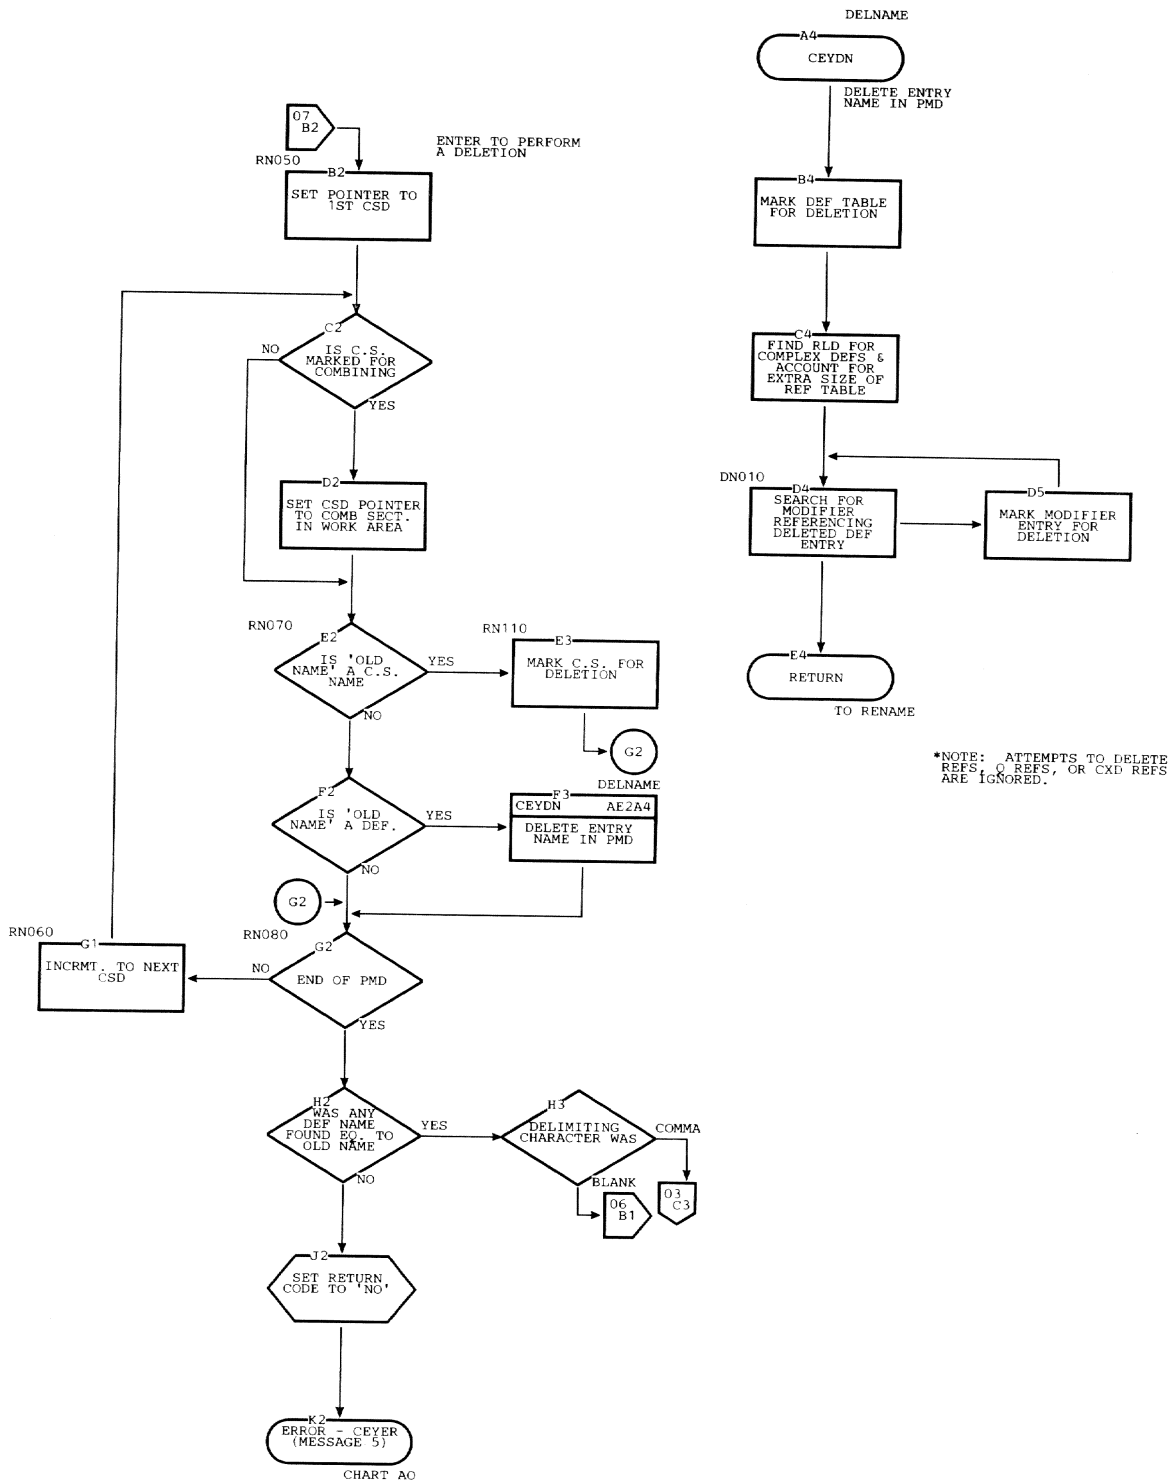 DELNAME
A4
CEYDN
DELETE ENTRY
NAME IN PMD
07
B2
ENTER TO PERFORM
A DELETION
RN050
B2
SET POINTER TO
1ST CSD
B4
MARK DEF TABLE
FOR DELETION
C2
IS C.S.
MARKED FOR
COMBINING
NO
YES
C4
FIND RLD FOR
COMPLEX DEFS &
ACCOUNT FOR
EXTRA SIZE OF
REF TABLE
D2
SET CSD POINTER
TO COMB SECT.
IN WORK AREA
DN010
D4
SEARCH FOR
MODIFIER
REFERENCING
DELETED DEF
ENTRY
D5
MARK MODIFIER
ENTRY FOR
DELETION
RN070
E2
IS 'OLD
NAME' A C.S.
NAME
YES
NO
RN110
E3
MARK C.S. FOR
DELETION
E4
RETURN
TO RENAME
G2
*NOTE: ATTEMPTS TO DELETE
REFS, Q REFS, OR CXD REFS
ARE IGNORED.
DELNAME
F2
IS 'OLD
NAME' A DEF.
YES
NO
F3
CEYDN AE2A4
DELETE ENTRY
NAME IN PMD
G2
RN060
G1
INCRMT. TO NEXT
CSD
RN080
G2
END OF PMD
NO
YES
H2
WAS ANY
DEF NAME
FOUND EQ. TO
OLD NAME
YES
NO
H3
DELIMITING
CHARACTER WAS
COMMA
BLANK
06
B1
03
C3
J2
SET RETURN
CODE TO 'NO'
K2
ERROR - CEYER
(MESSAGE 5)
CHART AO